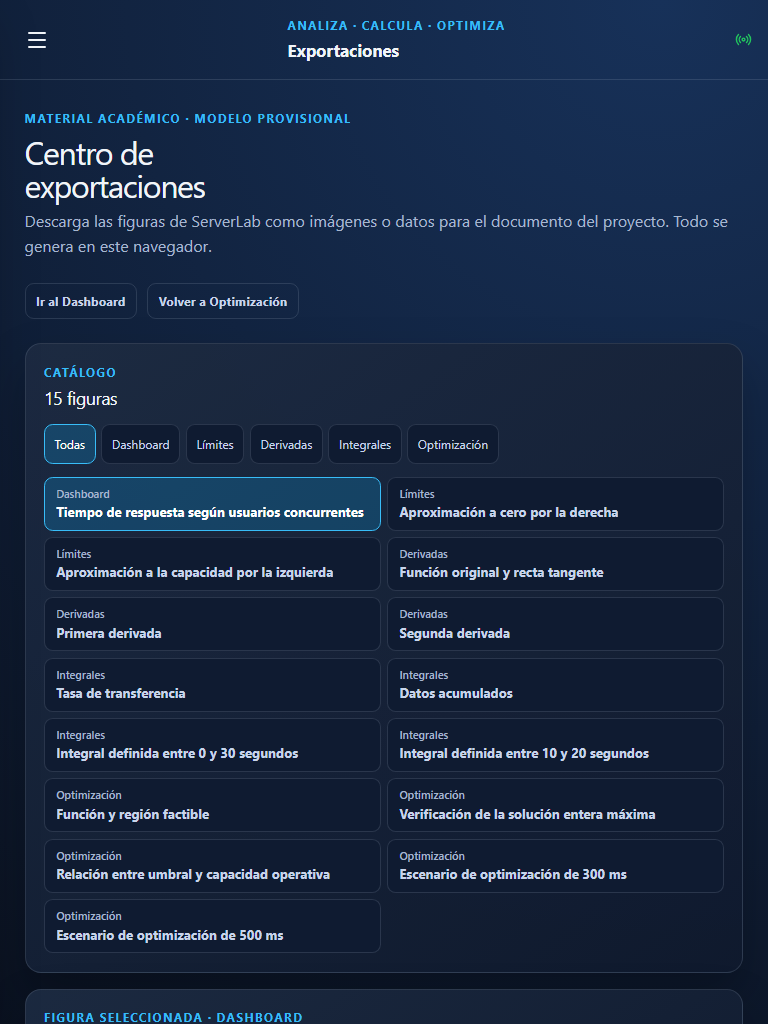 ANALIZA · CALCULA · OPTIMIZA
Exportaciones
MATERIAL ACADÉMICO · MODELO PROVISIONAL
Centro de
exportaciones
Descarga las figuras de ServerLab como imágenes o datos para el documento del proyecto. Todo se
genera en este navegador.
Ir al Dashboard
Volver a Optimización
CATÁLOGO
15 figuras
Todas
Dashboard
Límites
Derivadas
Integrales
Optimización
Dashboard
Tiempo de respuesta según usuarios concurrentes
Límites
Aproximación a cero por la derecha
Límites
Aproximación a la capacidad por la izquierda
Derivadas
Función original y recta tangente
Derivadas
Primera derivada
Derivadas
Segunda derivada
Integrales
Tasa de transferencia
Integrales
Datos acumulados
Integrales
Integral definida entre 0 y 30 segundos
Integrales
Integral definida entre 10 y 20 segundos
Optimización
Función y región factible
Optimización
Verificación de la solución entera máxima
Optimización
Relación entre umbral y capacidad operativa
Optimización
Escenario de optimización de 300 ms
Optimización
Escenario de optimización de 500 ms
FIGURA SELECCIONADA · DASHBOARD